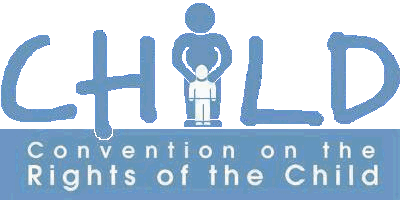 CHILD
Convention on the
Rights of the Child